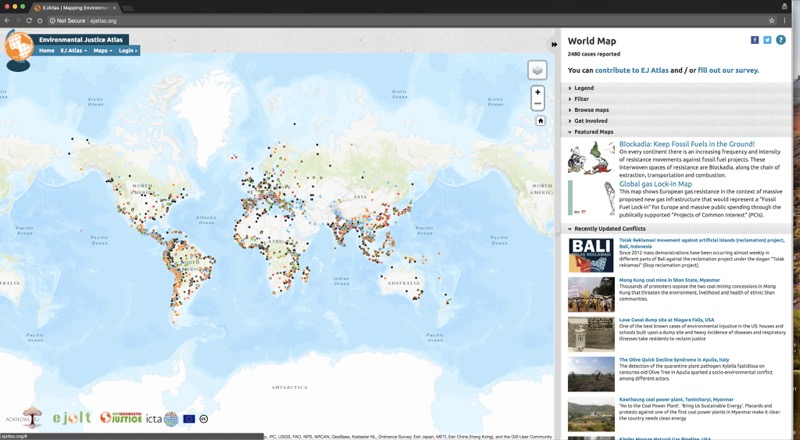 EJAtlas | Mapping Environmen
Not Secure | ejatlas.org
Environmental Justice Atlas
Home EJ Atlas Maps Login
World Map
2480 cases reported
You can contribute to EJ Atlas and / or fill out our survey.
Legend
Filter
Browse maps
Get Involved
Featured Maps
Blockadia: Keep Fossil Fuels in the Ground!
On every continent there is an increasing frequency and intensity
of resistance movements against fossil fuel projects. These
interwoven spaces of resistance are Blockadia, along the chain of
extraction, transportation and combustion.
Global gas Lock-in Map
This map shows European gas resistance in the context of massive
proposed new gas infrastructure that would represent a "Fossil
Fuel Lock-in" for Europe and massive public spending through the
publically supported "Projects of Common Interest" (PCIs).
Recently Updated Conflicts
BALI
TOLAK REKLAMASI
Tolak Reklamasi movement against artificial islands (reclamation) project,
Bali, Indonesia
Since 2012 mass demonstrations have been occurring almost weekly in
different parts of Bali against the reclamation project under the slogan "Tolak
reklamasi" (Stop reclamation project).
Mong Kung coal mine in Shan State, Myanmar
Thousands of protesters oppose the two coal mining concessions in Mong
Kung that threaten the environment, livelihood and health of ethnic Shan
communities.
Love Canal dump site at Niagara Falls, USA
One of the best known cases of environmental injustice in the US: houses and
schools built upon a dump site and heavy incidence of diseases and respiratory
illnesses take residents to reclaim justice
The Olive Quick Decline Syndrome in Apulia, Italy
The detection of the quarantine plant pathogen Xylella fastidiosa on
centuries-old Olive Tree in Apulia sparked a socio-environmental conflict
among different actors.
Kawthaung coal power plant, Tanintharyi, Myanmar
'No to the Coal Power Plant'. 'Bring Us Sustainable Energy'. Placards and
protests against one of the first coal power plants in Myanmar make it clear:
the country needs clean energy
Arctic Ocean
Arctic Ocean
NORTH
ASIA
Atlantic Ocean
AFRICA
SOUTH
Indian Ocean
AUSTRALIA
Pacific Ocean
Pacific Ocean
Pacific Ocean
ANTARCTICA
ejolt
JUSTICE
icta
ejatlas.org/#
iPC, USGS, FAO, NPS, NRCAN, GeoBase, Kadaster NL, Ordnance Survey, Esri Japan, METI, Esri China (Hong Kong), and the GIS User Community